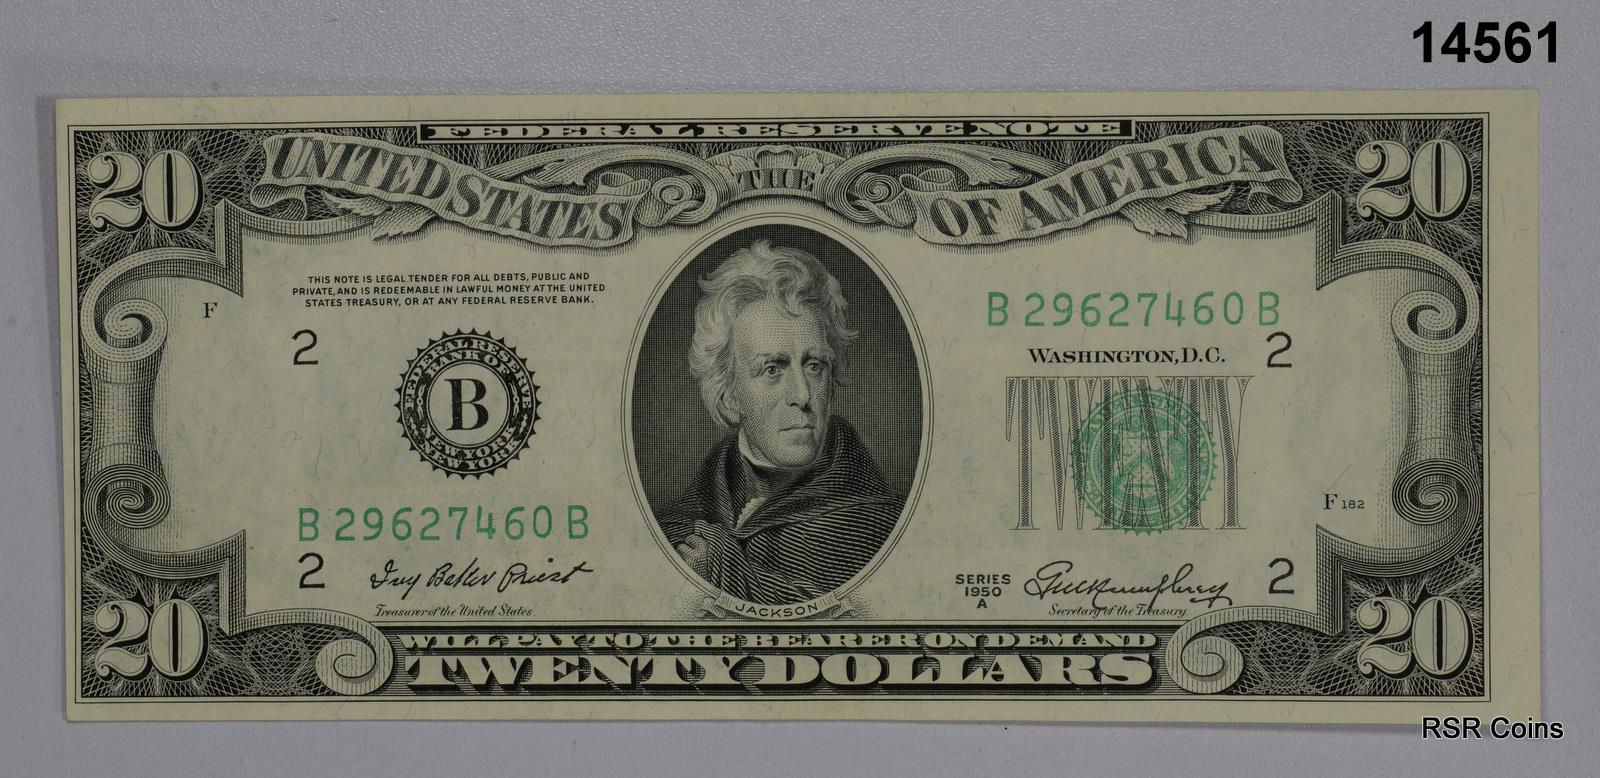 14561
FEDERAL RESERVE NOTE
20 UNITED STATES THE OF AMERICA 20
THIS NOTE IS LEGAL TENDER FOR ALL DEBTS, PUBLIC AND
PRIVATE, AND IS REDEEMABLE IN LAWFUL MONEY AT THE UNITED
STATES TREASURY, OR AT ANY FEDERAL RESERVE BANK.
F
B 29627460 B
2
WASHINGTON, D.C. 2
FEDERAL RESERVE
BANK OF
B
NEW YORK
NEW YORK
TWENTY
F 182
B 29627460 B
2 Ivy Baker Priest
Treasurer of the United States
SERIES
1950
A
GMHumphrey 2
Secretary of the Treasury
JACKSON
20 WILL PAY TO THE BEARER ON DEMAND 20
TWENTY DOLLARS
RSR Coins